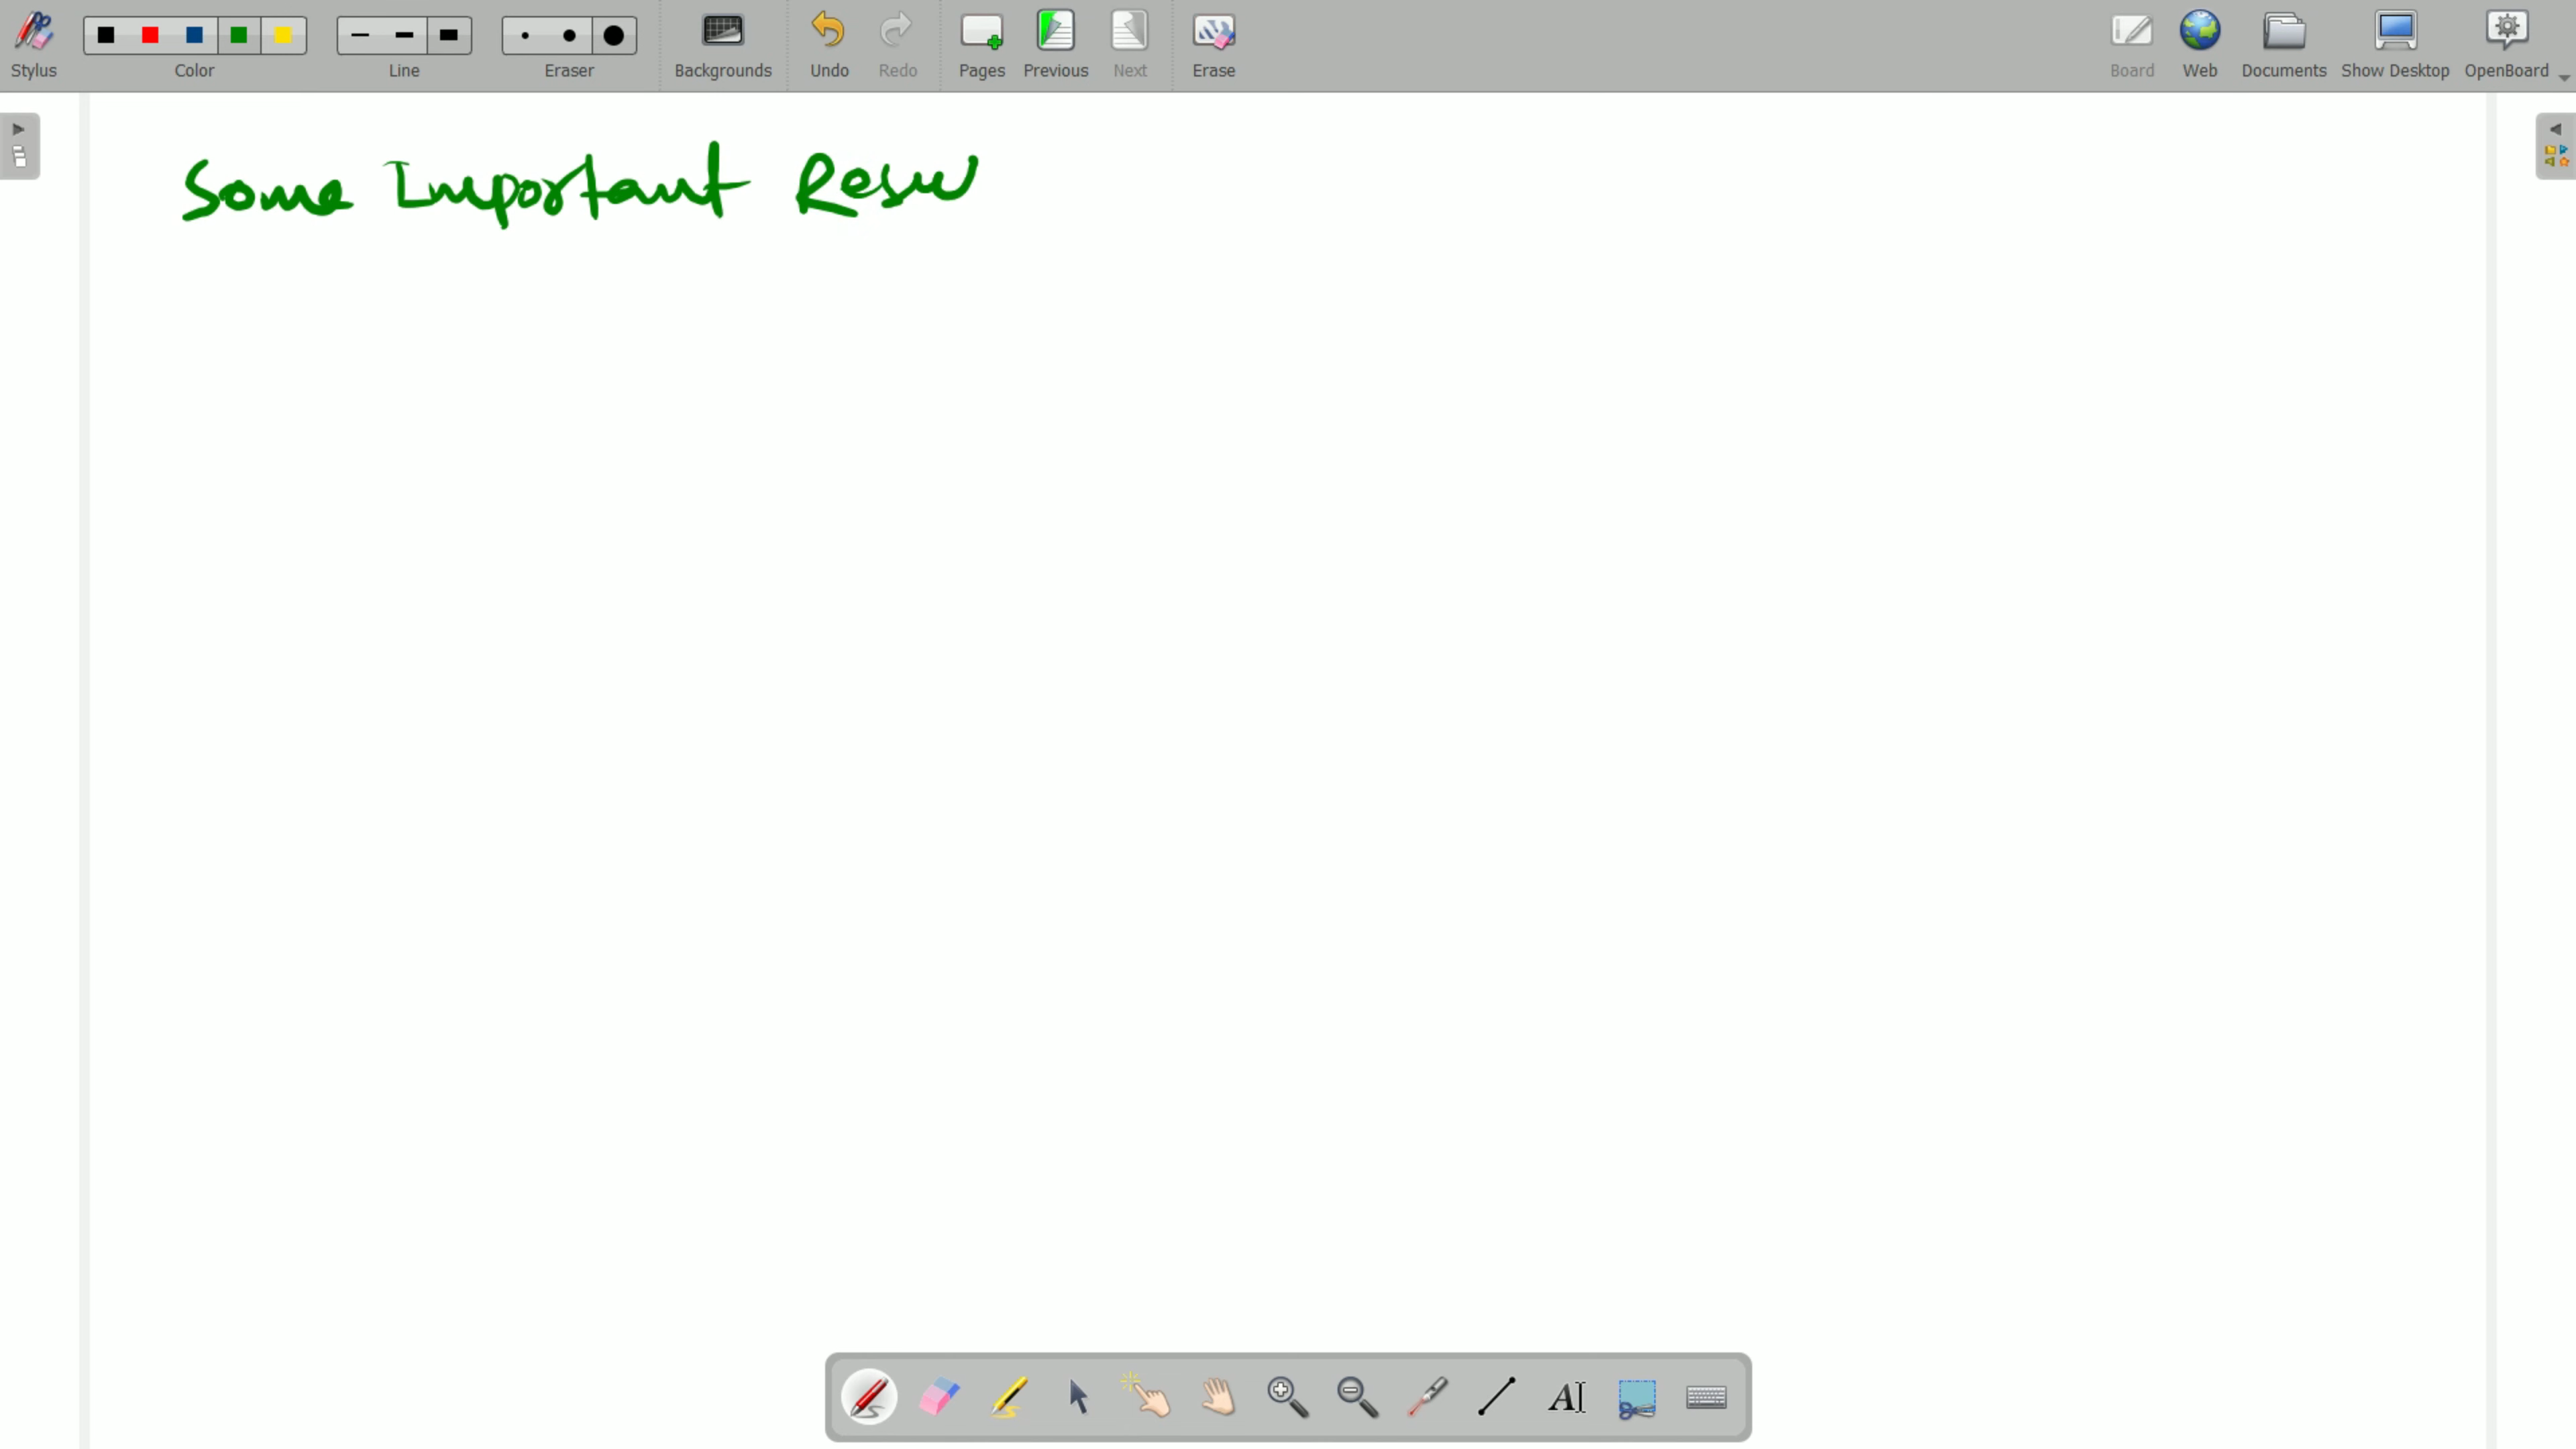 Stylus Color Line Eraser Backgrounds Undo Redo Pages Previous Next Erase Board Web Documents Show Desktop OpenBoard
Some Important Resu